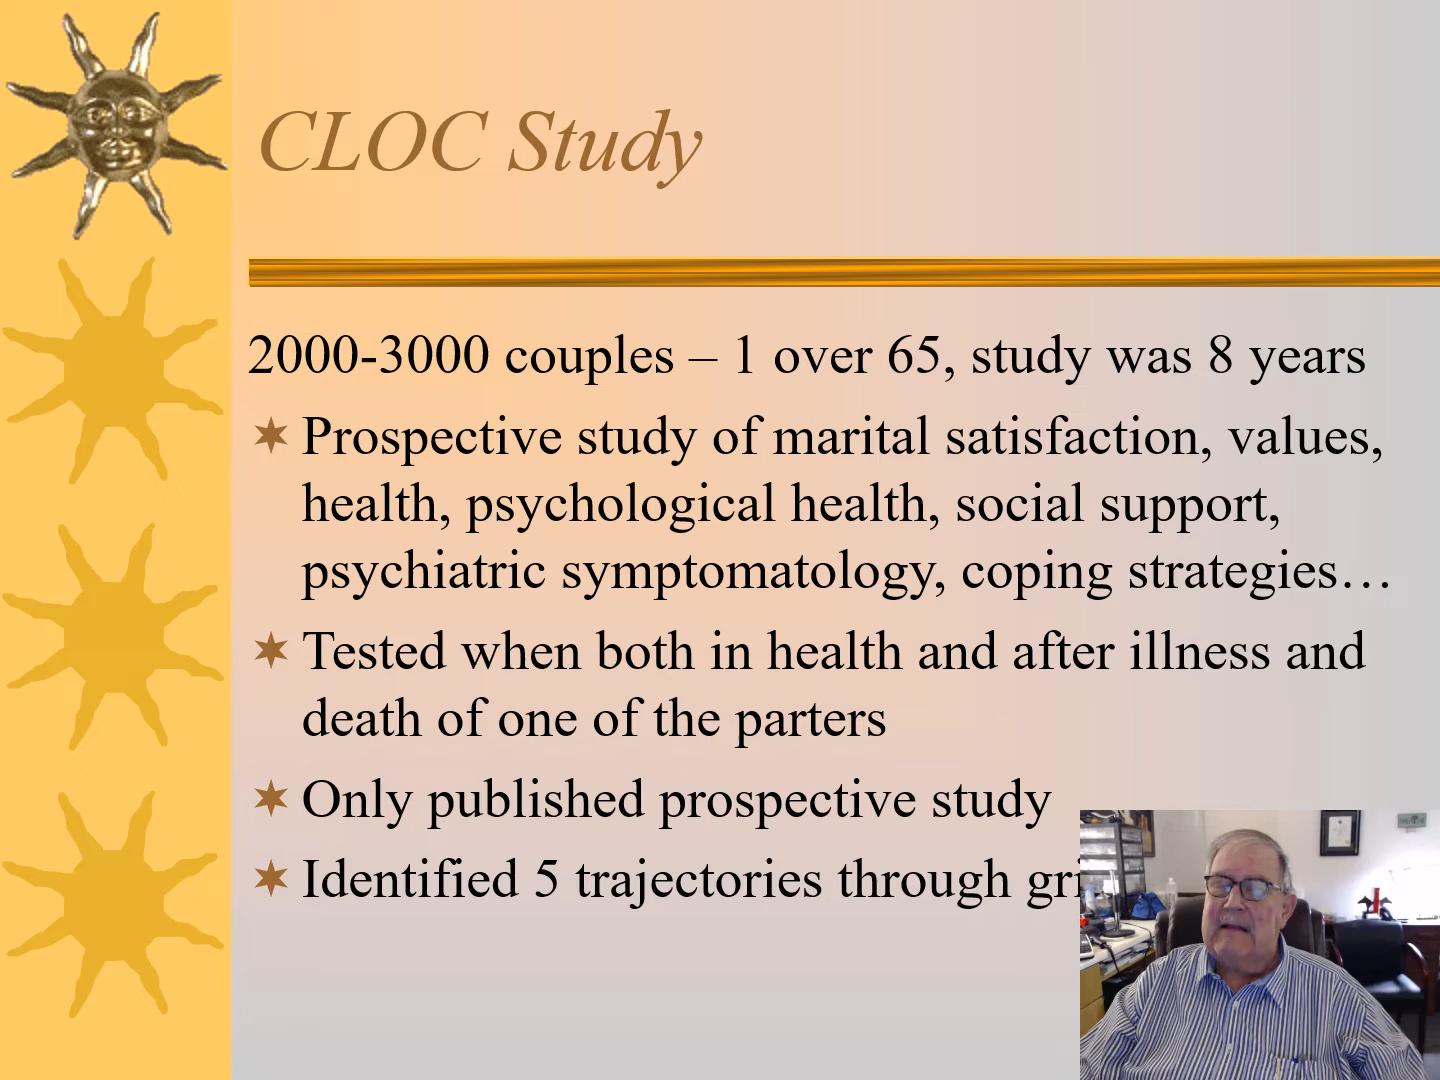 CLOC Study
2000-3000 couples – 1 over 65, study was 8 years
Prospective study of marital satisfaction, values,
health, psychological health, social support,
psychiatric symptomatology, coping strategies…
Tested when both in health and after illness and
death of one of the parters
Only published prospective study
Identified 5 trajectories through